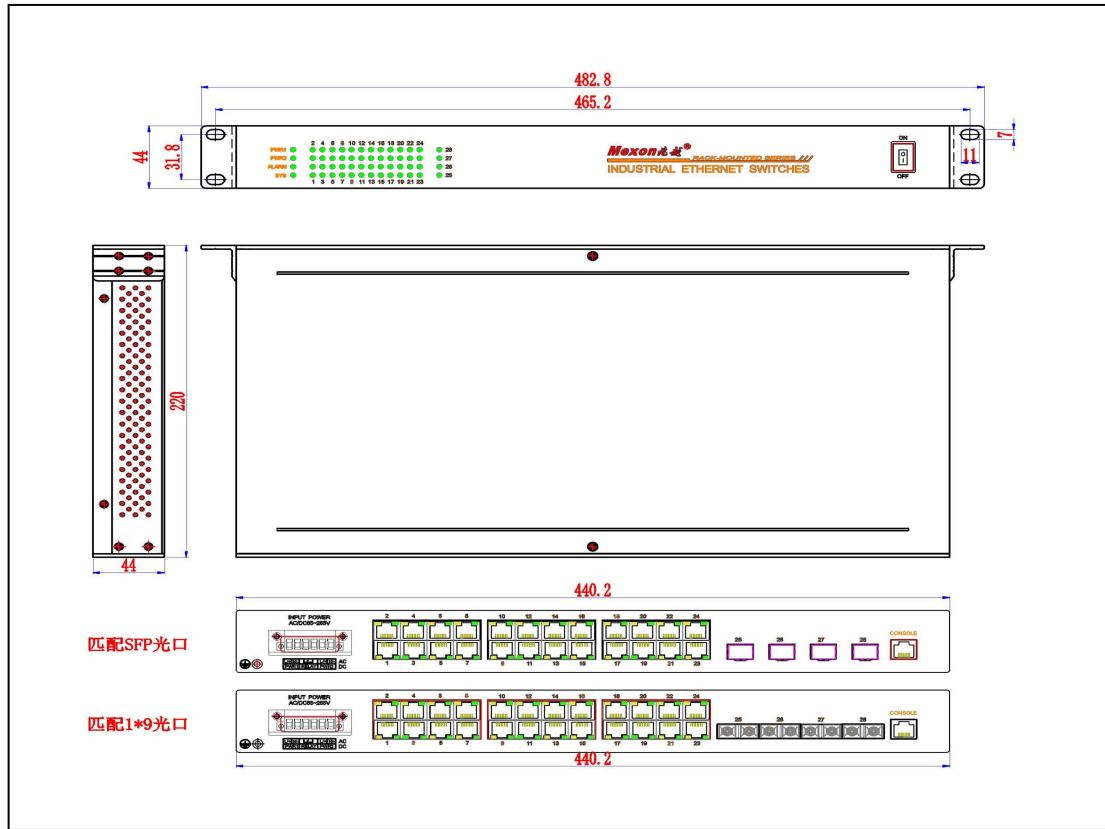 482.8
465.2
44
31.8
7
11
PWR1
PWR2
ALARM
SYS
2 4 6 8 10 12 14 16 18 20 22 24
1 3 5 7 9 11 13 15 17 19 21 23
28
27
26
25
Mexon兆越®
RACK-MOUNTED SERIES ///
INDUSTRIAL ETHERNET SWITCHES
ON
OFF
220
44
440.2
匹配SFP光口
INPUT POWER
AC/DC85-265V
AC
DC
2 4 6 8 10 12 14 16 18 20 22 24
1 3 5 7 9 11 13 15 17 19 21 23
25 26 27 28
CONSOLE
匹配1*9光口
INPUT POWER
AC/DC85-265V
AC
DC
2 4 6 8 10 12 14 16 18 20 22 24
1 3 5 7 9 11 13 15 17 19 21 23
25 26 27 28
CONSOLE
440.2